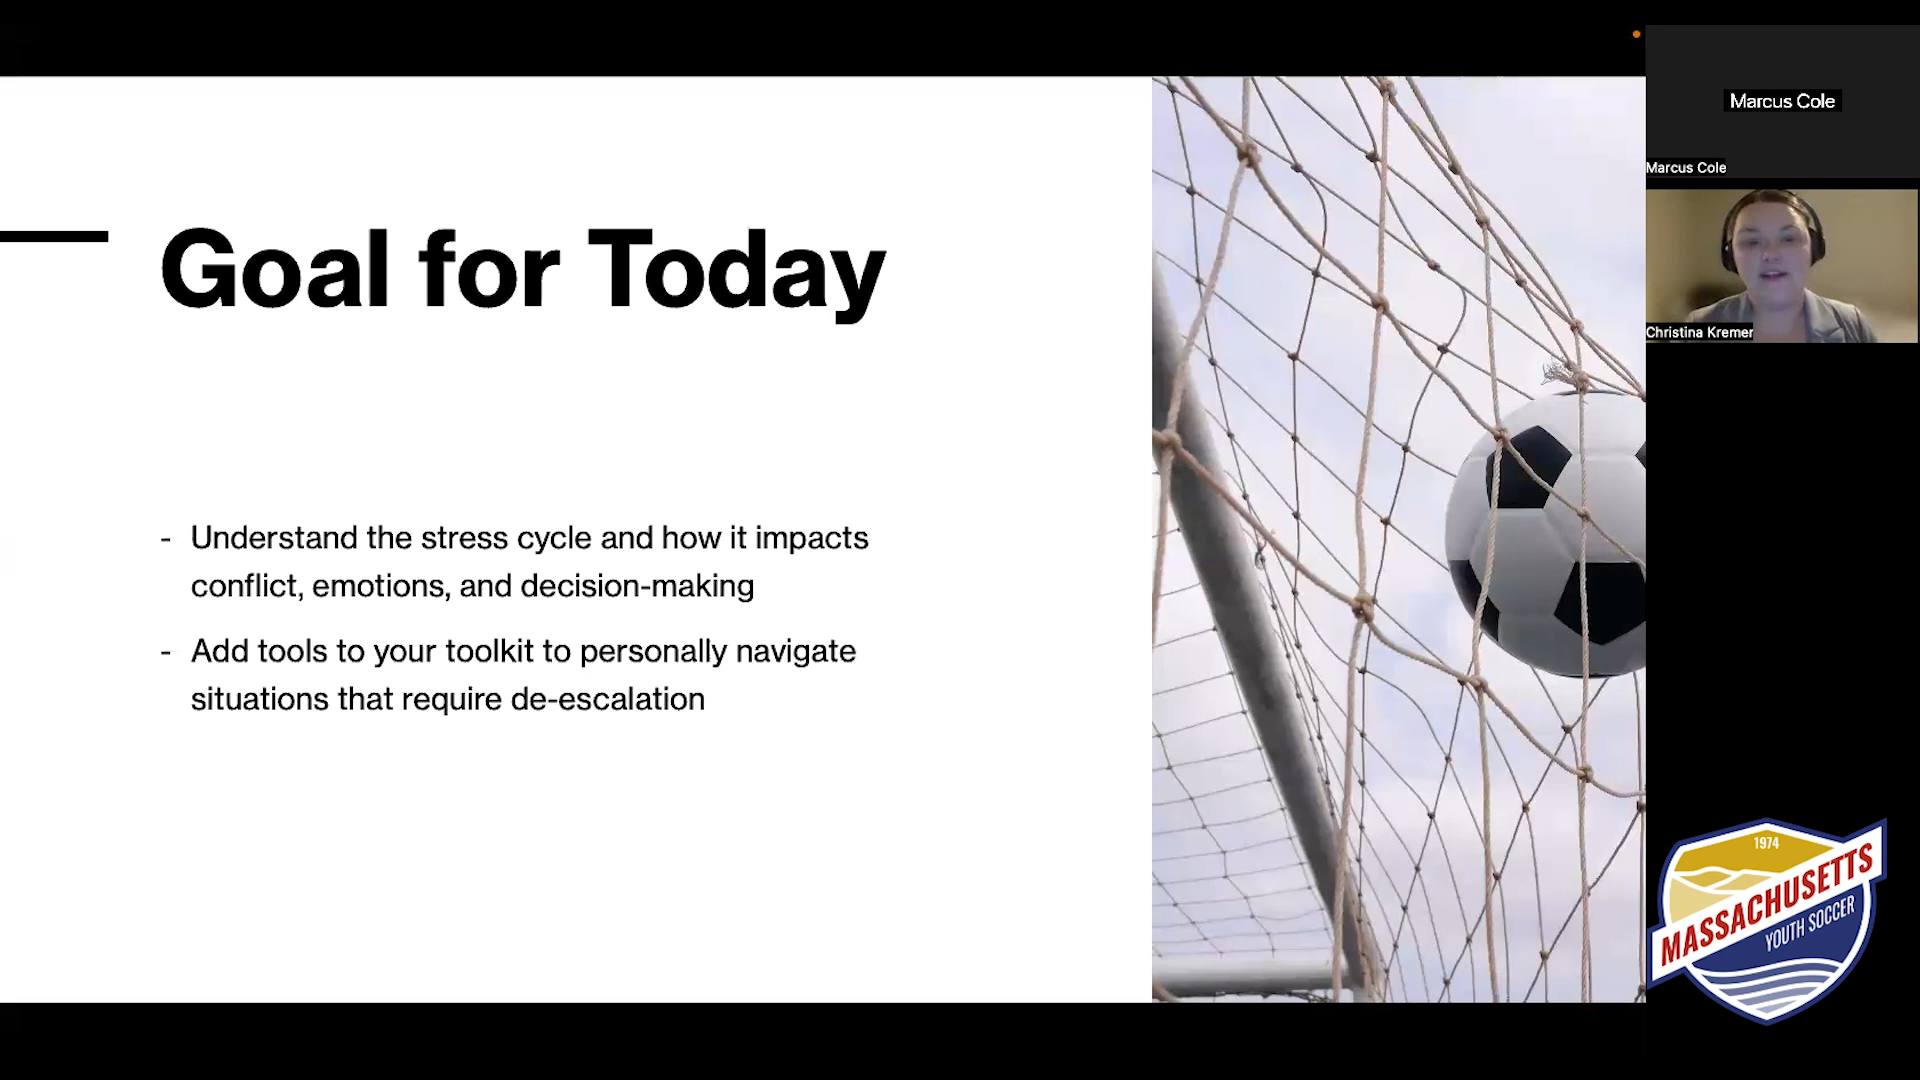 Goal for Today
- Understand the stress cycle and how it impacts
conflict, emotions, and decision-making
- Add tools to your toolkit to personally navigate
situations that require de-escalation
Marcus Cole
Marcus Cole
Christina Kremer
1974
MASSACHUSETTS
YOUTH SOCCER